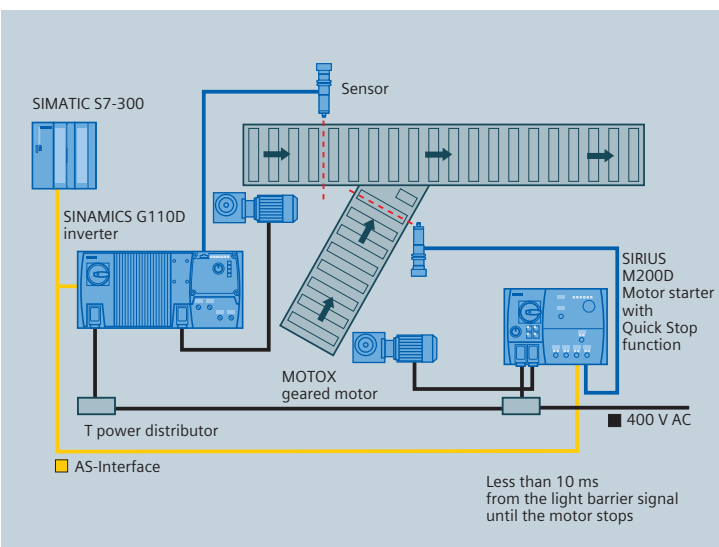 Sensor
SIMATIC S7-300
SINAMICS G110D
inverter
SIRIUS
M200D
Motor starter
with
Quick Stop
function
MOTOX
geared motor
T power distributor
400 V AC
AS-Interface
Less than 10 ms
from the light barrier signal
until the motor stops